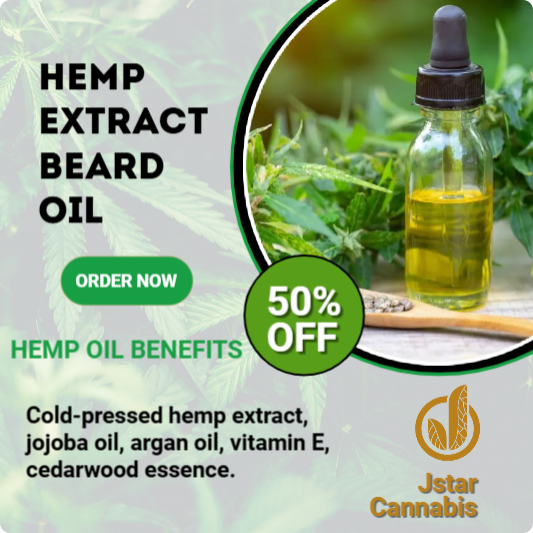 HEMP
EXTRACT
BEARD
OIL
ORDER NOW
50%
OFF
HEMP OIL BENEFITS
Cold-pressed hemp extract,
jojoba oil, argan oil, vitamin E,
cedarwood essence.
Jstar
Cannabis